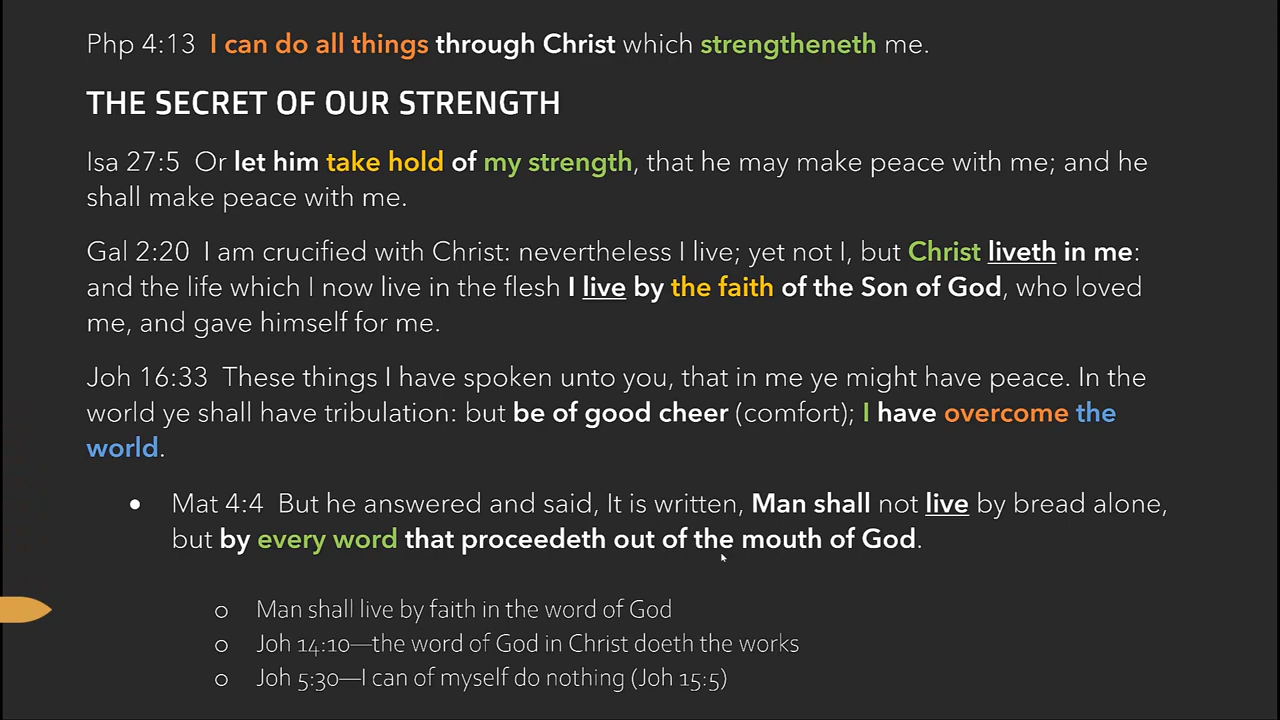 Php 4:13 I can do all things through Christ which strengtheneth me.
THE SECRET OF OUR STRENGTH
Isa 27:5 Or let him take hold of my strength, that he may make peace with me; and he
shall make peace with me.
Gal 2:20 I am crucified with Christ: nevertheless I live; yet not I, but Christ liveth in me:
and the life which I now live in the flesh I live by the faith of the Son of God, who loved
me, and gave himself for me.
Joh 16:33 These things I have spoken unto you, that in me ye might have peace. In the
world ye shall have tribulation: but be of good cheer (comfort); I have overcome the
world.
• Mat 4:4 But he answered and said, It is written, Man shall not live by bread alone,
but by every word that proceedeth out of the mouth of God.
o Man shall live by faith in the word of God
o Joh 14:10—the word of God in Christ doeth the works
o Joh 5:30—I can of myself do nothing (Joh 15:5)